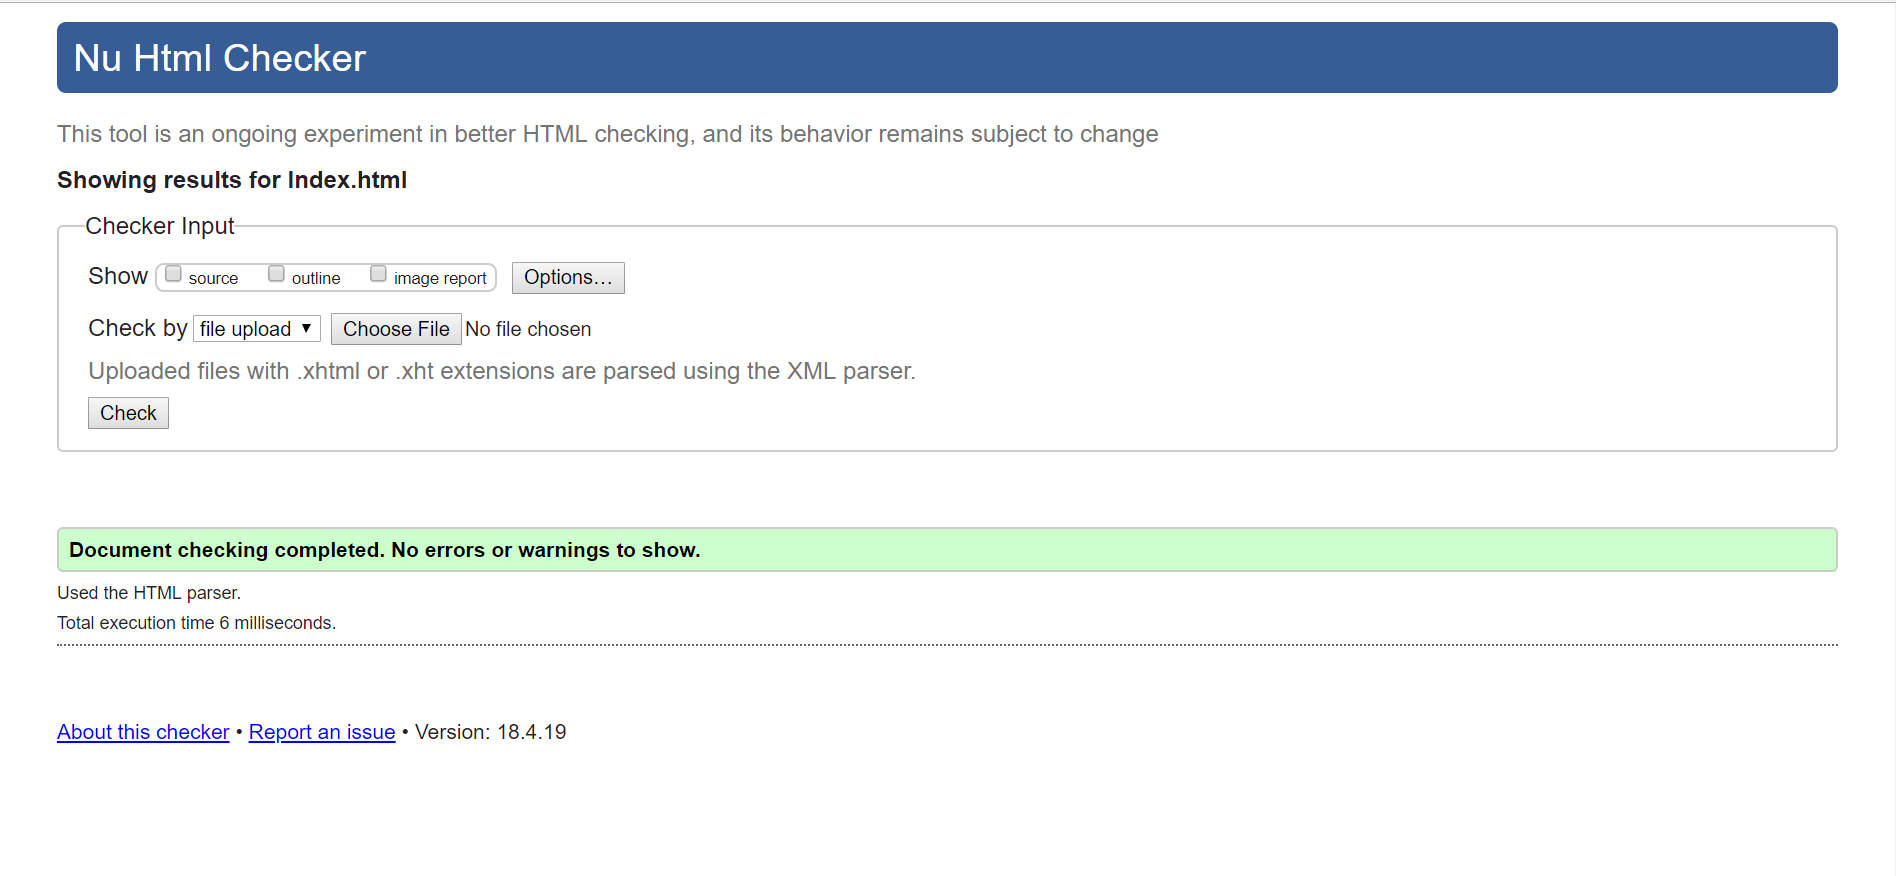 Nu Html Checker
This tool is an ongoing experiment in better HTML checking, and its behavior remains subject to change
Showing results for Index.html
Checker Input
Show source outline image report Options...
Check by file upload ▼ Choose File No file chosen
Uploaded files with .xhtml or .xht extensions are parsed using the XML parser.
Check
Document checking completed. No errors or warnings to show.
Used the HTML parser.
Total execution time 6 milliseconds.
About this checker • Report an issue • Version: 18.4.19